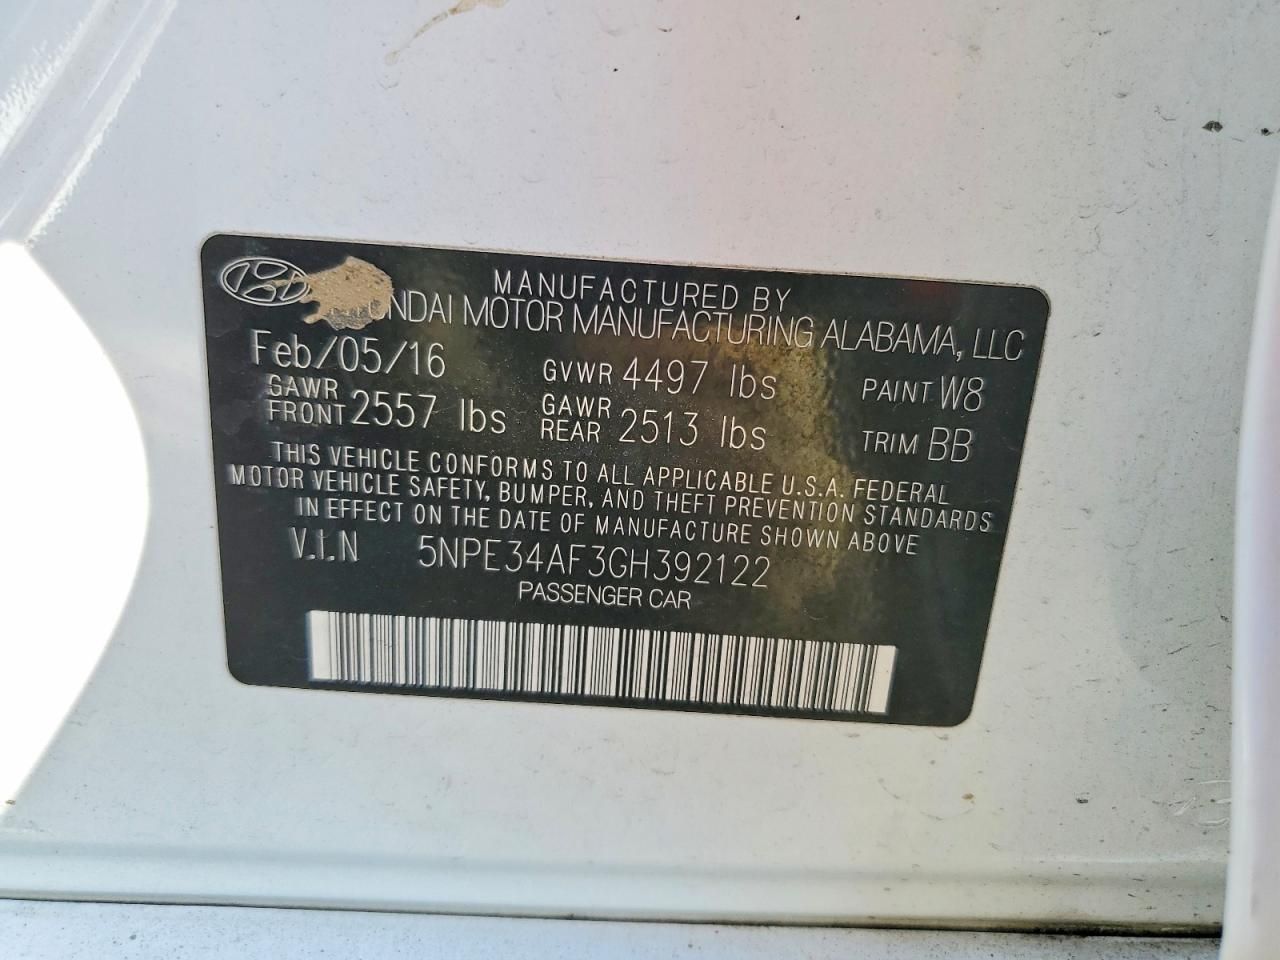 MANUFACTURED BY
UNDAI MOTOR MANUFACTURING ALABAMA, LLC
Feb/05/16 GVWR 4497 lbs PAINT W8
GAWR FRONT 2557 lbs GAWR REAR 2513 lbs TRIM BB
THIS VEHICLE CONFORMS TO ALL APPLICABLE U.S.A. FEDERAL
MOTOR VEHICLE SAFETY, BUMPER, AND THEFT PREVENTION STANDARDS
IN EFFECT ON THE DATE OF MANUFACTURE SHOWN ABOVE
V.I.N 5NPE34AF3GH392122
PASSENGER CAR